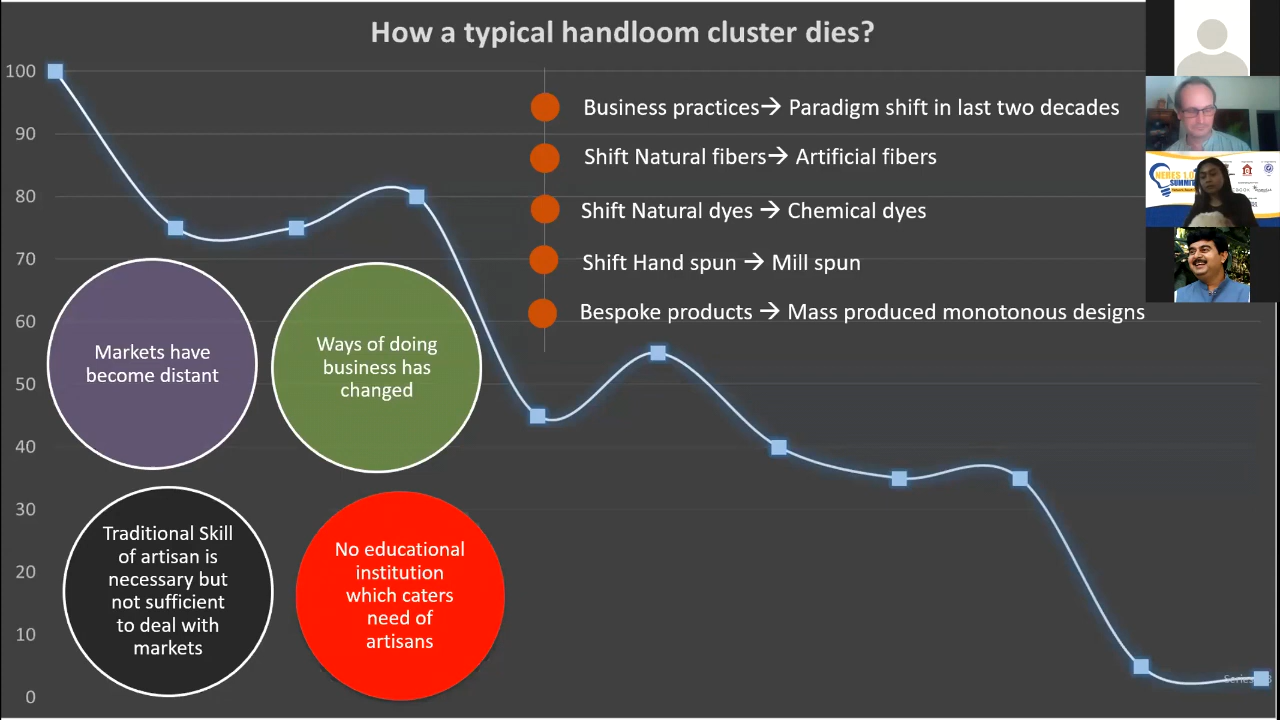 How a typical handloom cluster dies?
100
90
80
70
60
50
40
30
20
10
0
Business practices→ Paradigm shift in last two decades
Shift Natural fibers→ Artificial fibers
Shift Natural dyes → Chemical dyes
Shift Hand spun → Mill spun
Bespoke products → Mass produced monotonous designs
Markets have
become distant
Ways of doing
business has
changed
Traditional Skill
of artisan is
necessary but
not sufficient
to deal with
markets
No educational
institution
which caters
need of
artisans
NERES 1.0
SUMMIT